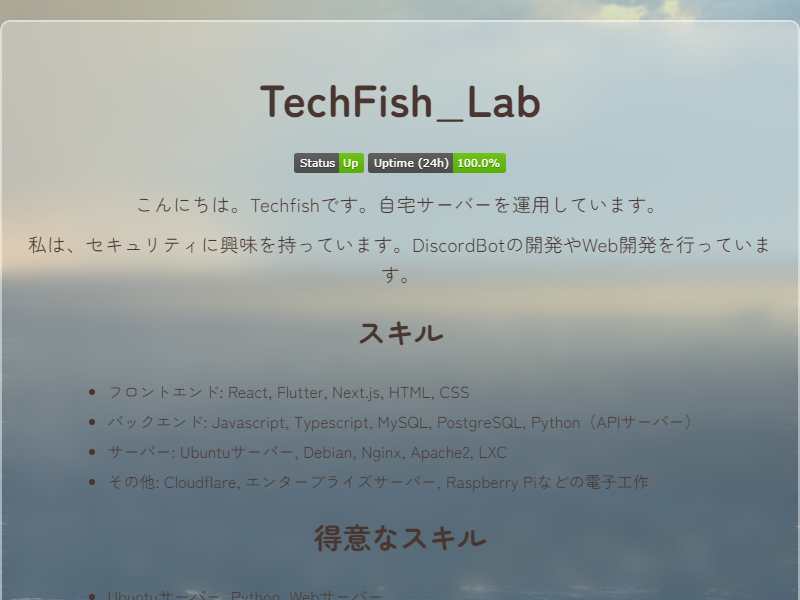 TechFish_Lab
Status Up Uptime (24h) 100.0%
こんにちは。Techfishです。自宅サーバーを運用しています。
私は、セキュリティに興味を持っています。DiscordBotの開発やWeb開発を行っていま
す。
スキル
フロントエンド: React, Flutter, Next.js, HTML, CSS
バックエンド: Javascript, Typescript, MySQL, PostgreSQL, Python（APIサーバー）
サーバー: Ubuntuサーバー, Debian, Nginx, Apache2, LXC
その他: Cloudflare, エンタープライズサーバー, Raspberry Piなどの電子工作
得意なスキル
Ubuntuサーバー, Python, Webサーバー